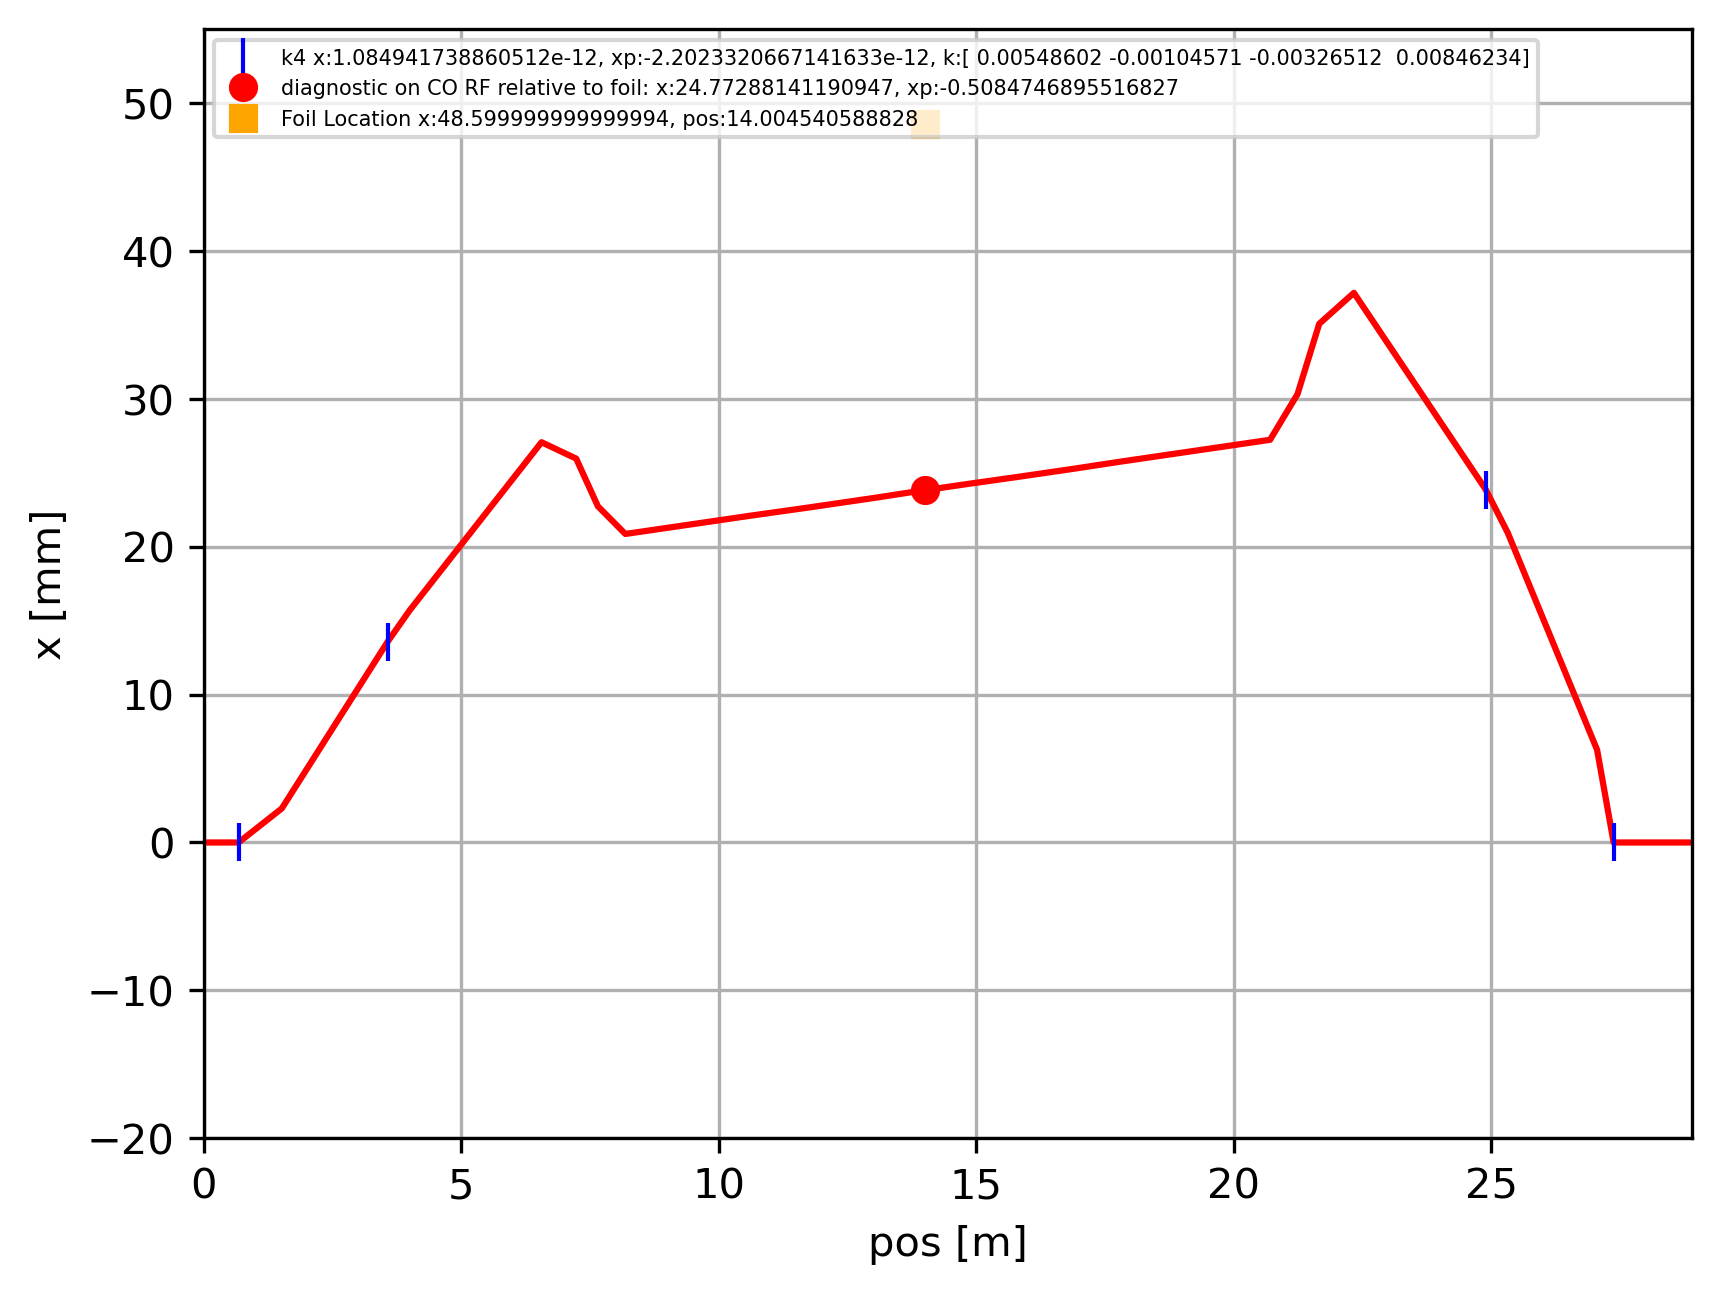 k4 x:1.0849417388605​12e-12, xp:-2.2023320667141633e-12, k:[ 0.00548602 -0.00104571 -0.00326512  0.00846234]
diagnostic on CO RF relative to foil: x:24.77288141190947, xp:-0.5084746895516827
Foil Location x:48.599999999999994, pos:14.004540588828
50
40
30
20
10
0
−10
−20
x [mm]
0 5 10 15 20 25
pos [m]